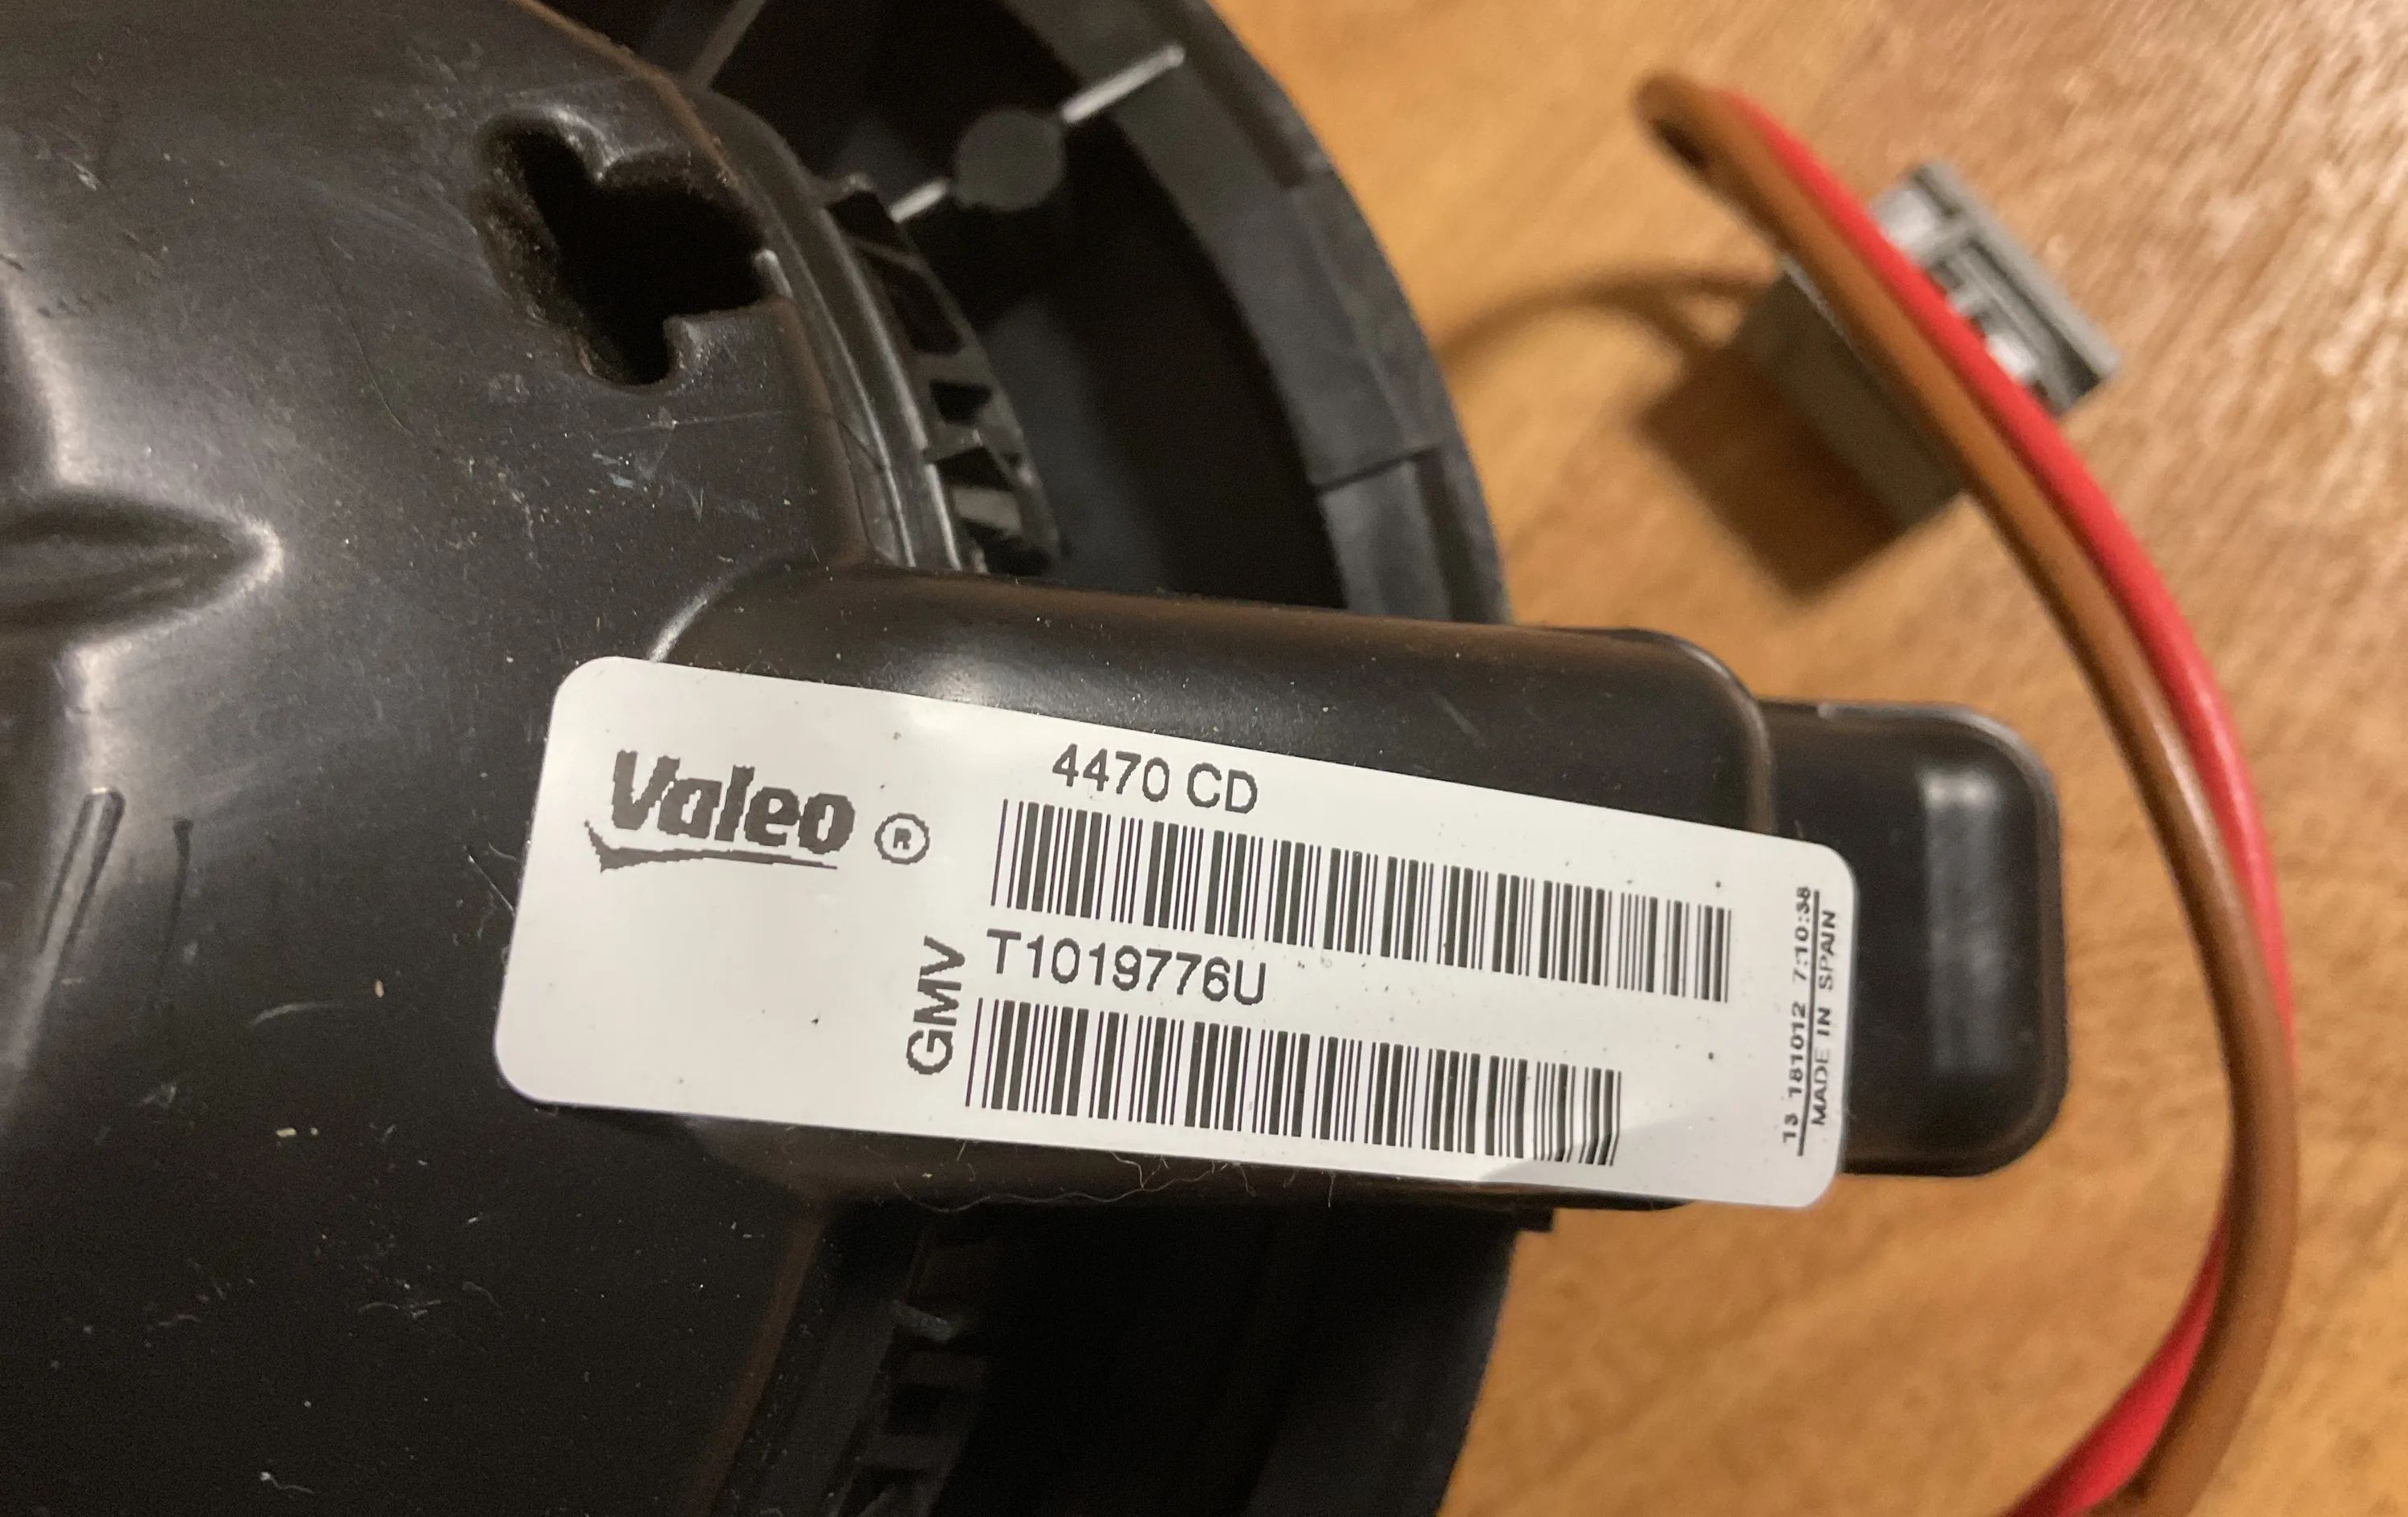 Valeo ®
4470 CD
T1019776U
GMV
13 181012 7:10:38
MADE IN SPAIN